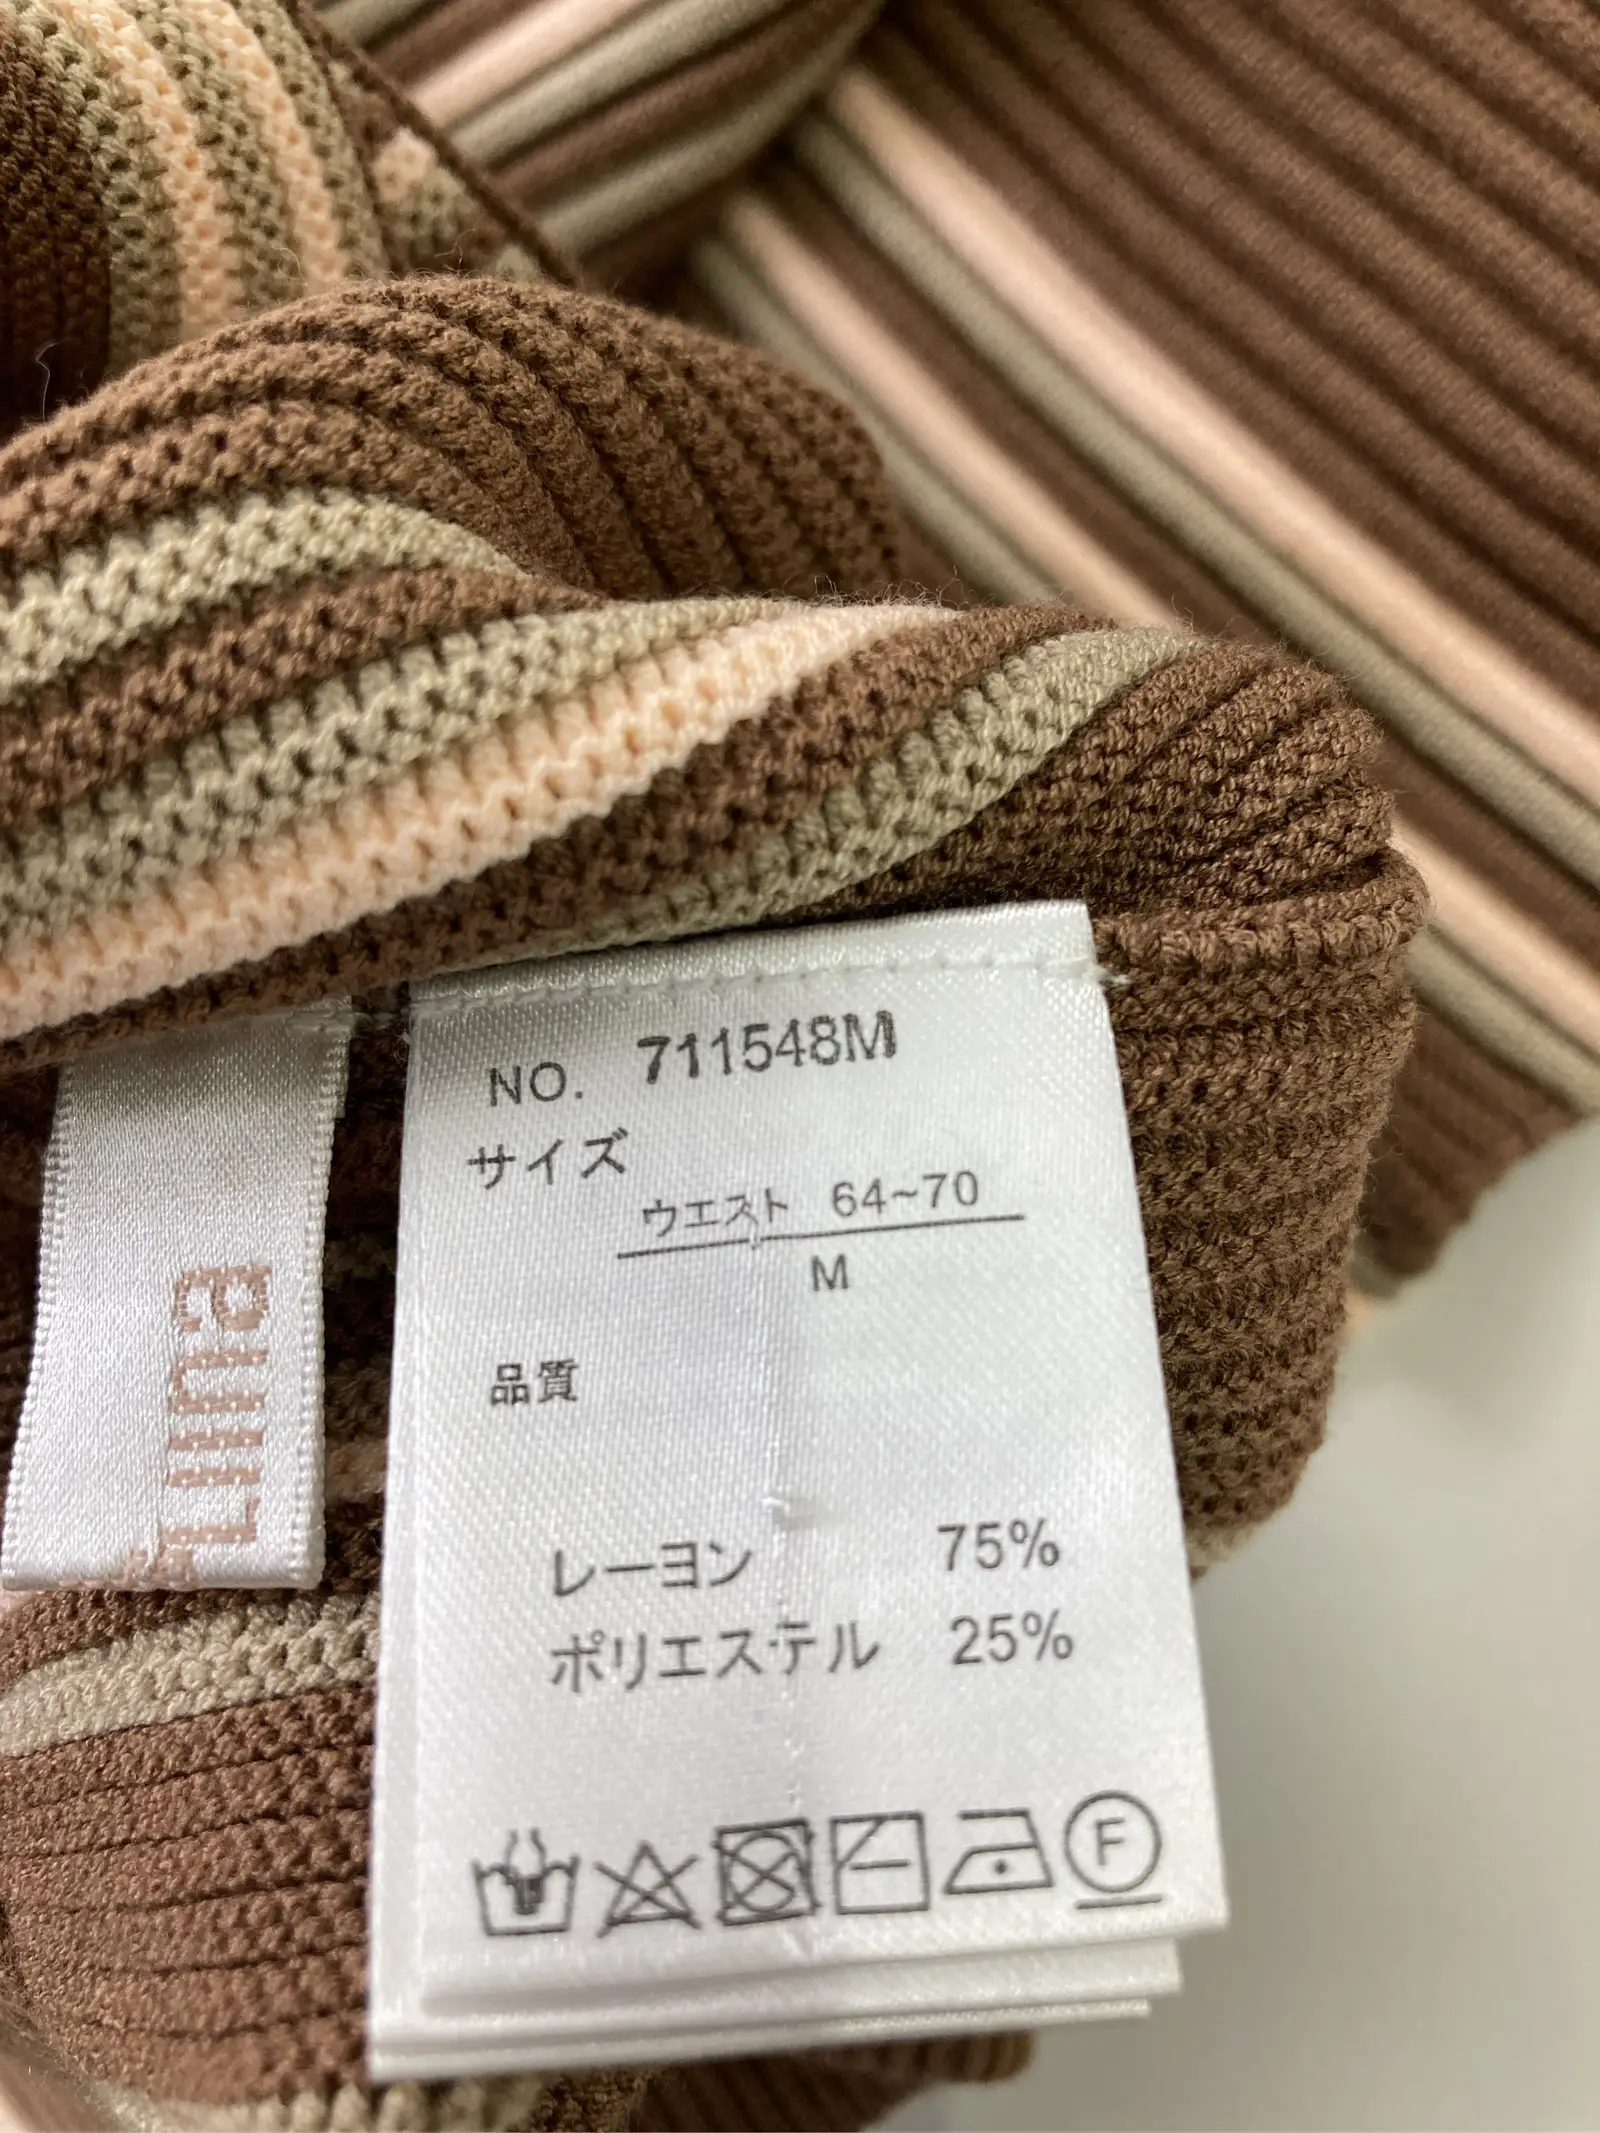 NO. 711548M
サイズ
ウエスト 64~70
M
品質
レーヨン 75%
ポリエステル 25%
F